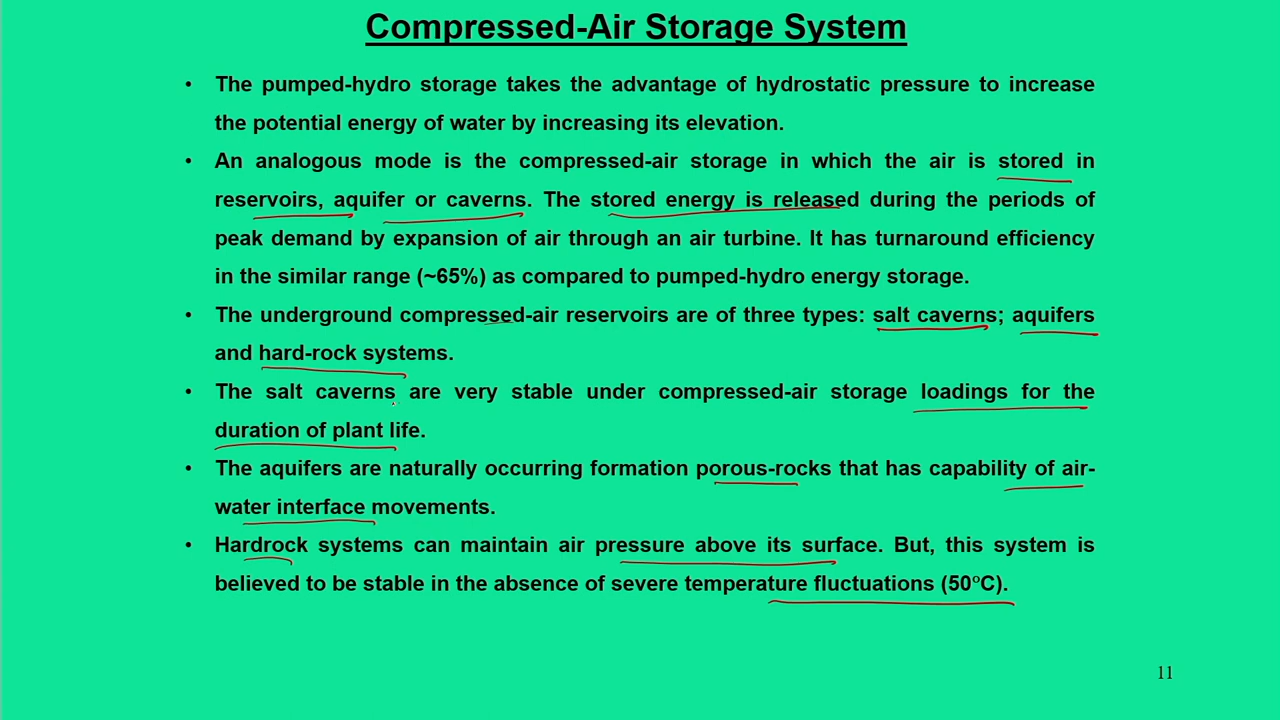 Compressed-Air Storage System
• The pumped-hydro storage takes the advantage of hydrostatic pressure to increase
the potential energy of water by increasing its elevation.
• An analogous mode is the compressed-air storage in which the air is stored in
reservoirs, aquifer or caverns. The stored energy is released during the periods of
peak demand by expansion of air through an air turbine. It has turnaround efficiency
in the similar range (~65%) as compared to pumped-hydro energy storage.
• The underground compressed-air reservoirs are of three types: salt caverns; aquifers
and hard-rock systems.
• The salt caverns are very stable under compressed-air storage loadings for the
duration of plant life.
• The aquifers are naturally occurring formation porous-rocks that has capability of air-
water interface movements.
• Hardrock systems can maintain air pressure above its surface. But, this system is
believed to be stable in the absence of severe temperature fluctuations (50°C).
11